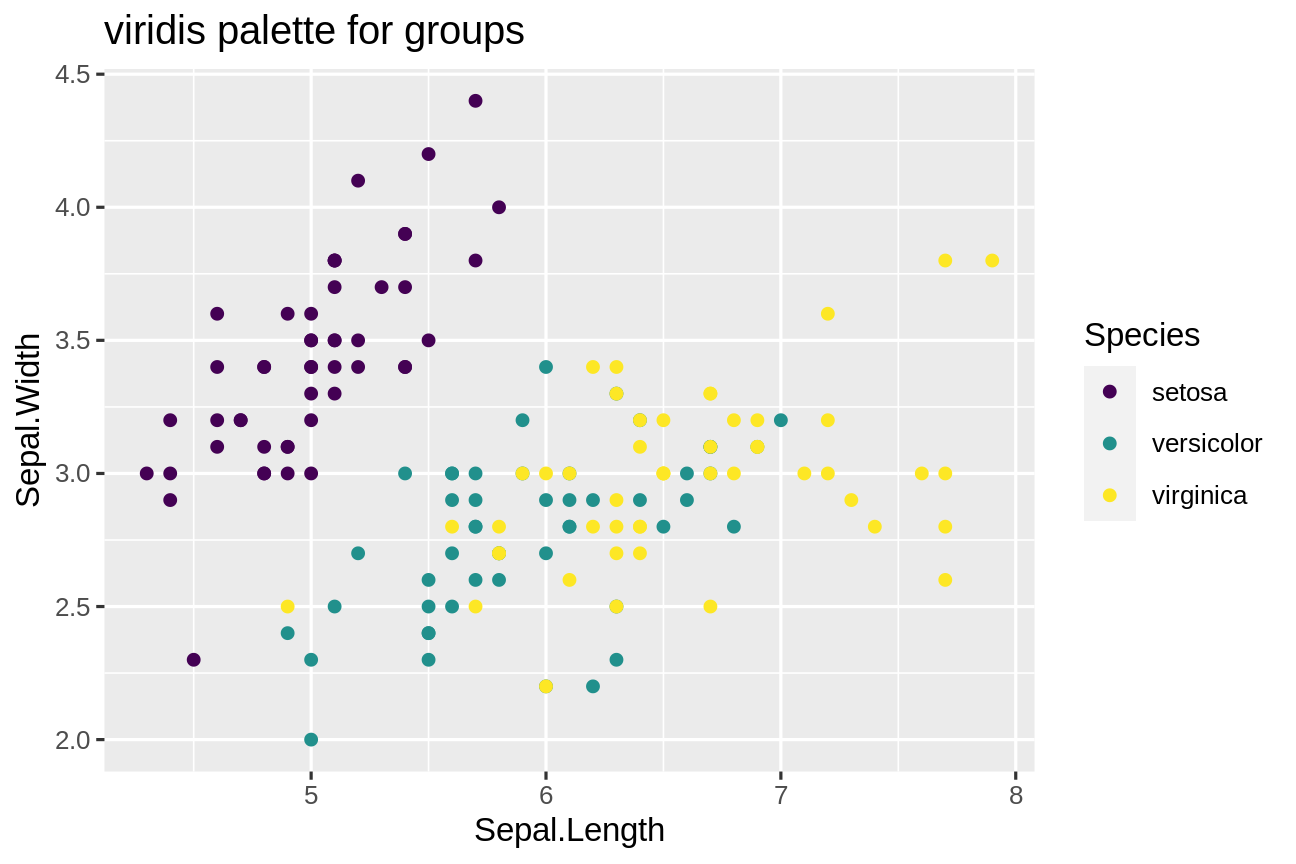 viridis palette for groups
4.5
4.0
3.5
3.0
2.5
2.0
Sepal.Width
5 6 7 8
Sepal.Length
Species
setosa
versicolor
virginica